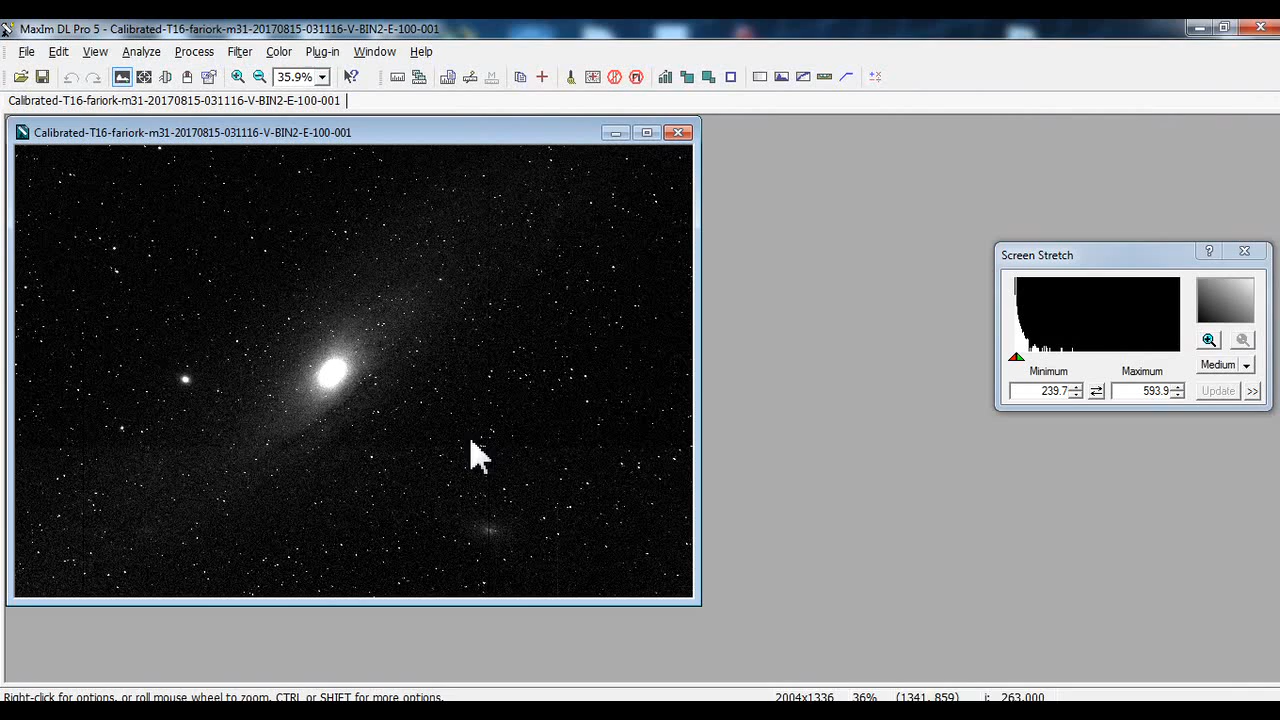 MaxIm DL Pro 5 - Calibrated-T16-fariork-m31-20170815-031116-V-BIN2-E-100-001
File Edit View Analyze Process Filter Color Plug-in Window Help
35.9%
Calibrated-T16-fariork-m31-20170815-031116-V-BIN2-E-100-001
Calibrated-T16-fariork-m31-20170815-031116-V-BIN2-E-100-001
Screen Stretch
Medium
Minimum Maximum
239.7 593.9 Update >>
Right-click for options, or roll mouse wheel to zoom. CTRL or SHIFT for more options. 2004x1336 36% (1341, 859) i: 263.000